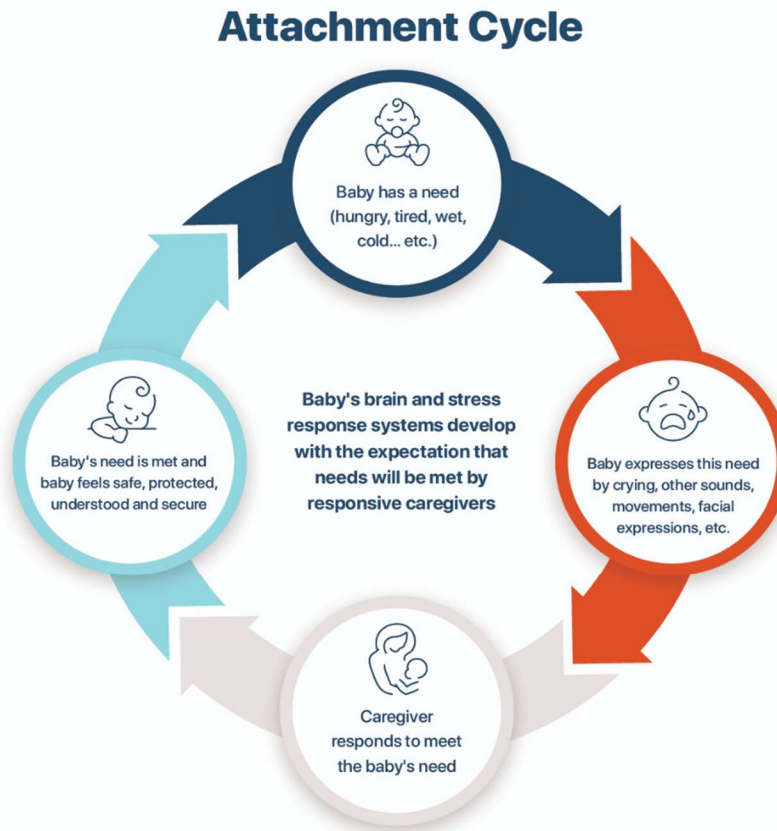 Attachment Cycle
Baby has a need
(hungry, tired, wet,
cold... etc.)
Baby expresses this need
by crying, other sounds,
movements, facial
expressions, etc.
Caregiver
responds to meet
the baby's need
Baby's need is met and
baby feels safe, protected,
understood and secure
Baby's brain and stress
response systems develop
with the expectation that
needs will be met by
responsive caregivers